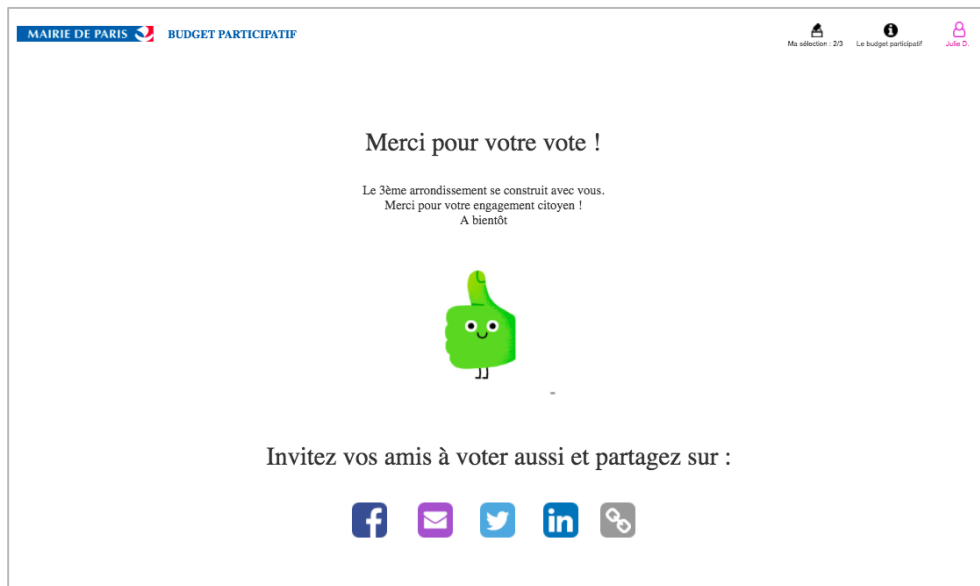 MAIRIE DE PARIS
BUDGET PARTICIPATIF
Ma sélection : 2/3
Le budget participatif
Julie D.
Merci pour votre vote !
Le 3ème arrondissement se construit avec vous.
Merci pour votre engagement citoyen !
A bientôt
Invitez vos amis à voter aussi et partagez sur :